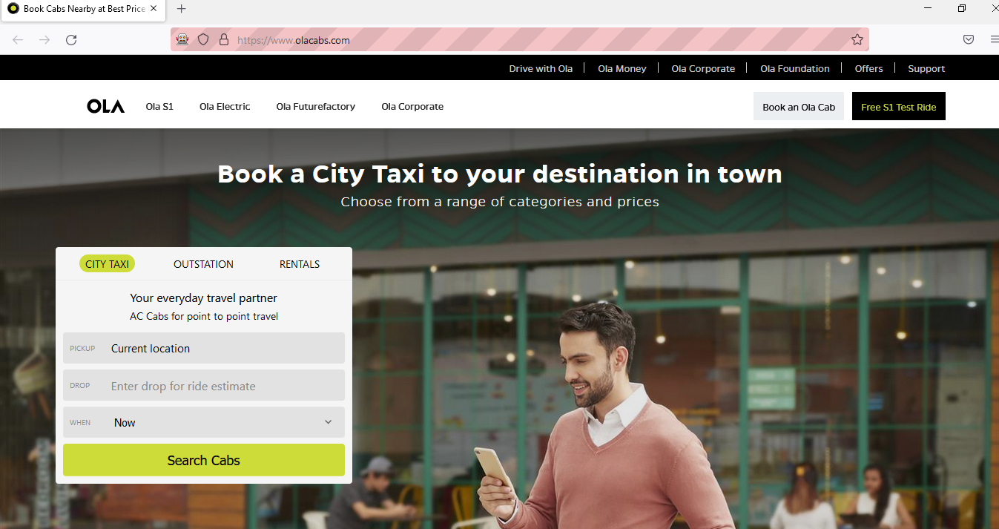 Book Cabs Nearby at Best Price
https://www.olacabs.com
Drive with Ola | Ola Money | Ola Corporate | Ola Foundation | Offers | Support
OLA Ola S1 Ola Electric Ola Futurefactory Ola Corporate Book an Ola Cab Free S1 Test Ride
Book a City Taxi to your destination in town
Choose from a range of categories and prices
CITY TAXI OUTSTATION RENTALS
Your everyday travel partner
AC Cabs for point to point travel
PICKUP Current location
DROP Enter drop for ride estimate
WHEN Now
Search Cabs